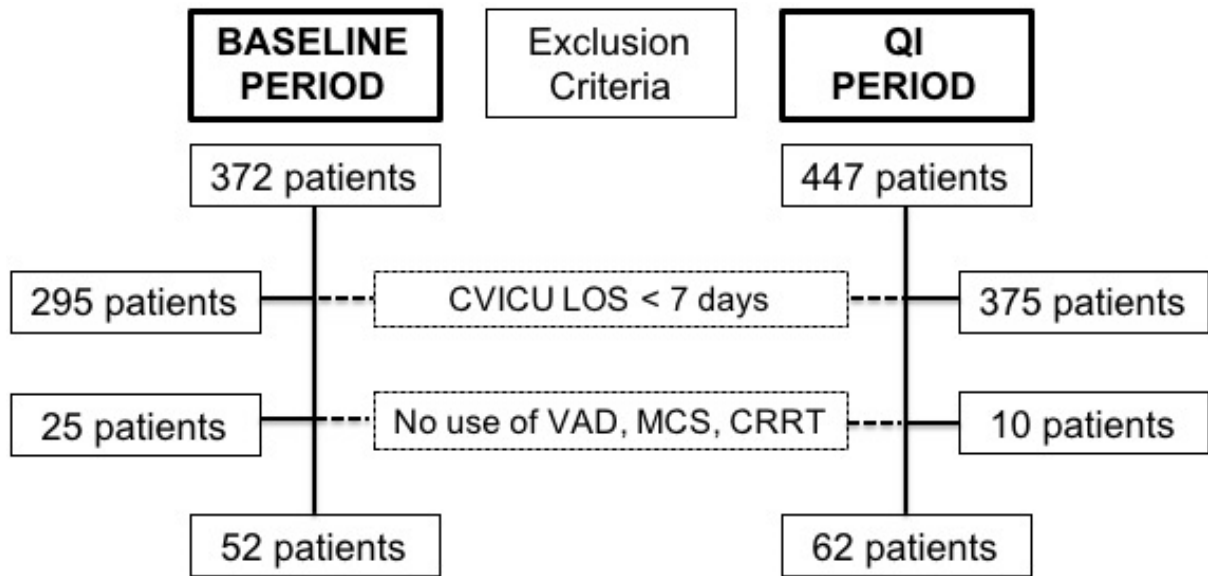 BASELINE
PERIOD
Exclusion
Criteria
QI
PERIOD
372 patients
447 patients
295 patients
CVICU LOS < 7 days
375 patients
25 patients
No use of VAD, MCS, CRRT
10 patients
52 patients
62 patients